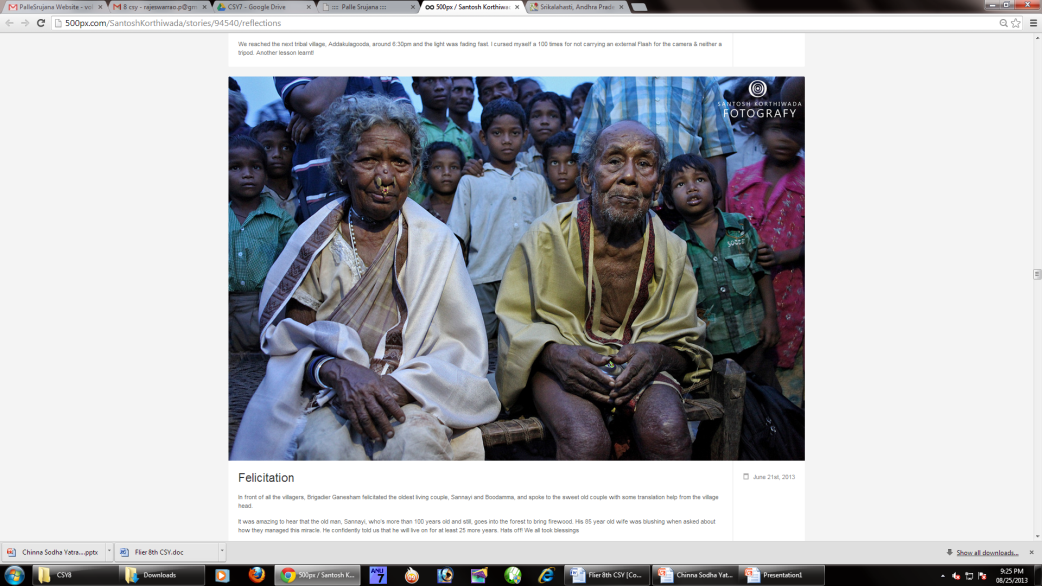 PalleSrujana Website - vol
8 csy - rajeswarrao.p@gm
CSY7 - Google Drive
:::: Palle Srujana ::::
500px / Santosh Korthiwa
Srikalahasti, Andhra Prade
500px.com/SantoshKorthiwada/stories/94540/reflections
We reached the next tribal village, Addakulagooda, around 6:30pm and the light was fading fast. I cursed myself a 100 times for not carrying an external Flash for the camera & neither a
tripod. Another lesson learnt!
SANTOSH KORTHIWADA
FOTOGRAFY
Felicitation
June 21st, 2013
In front of all the villagers, Brigadier Ganesham felicitated the oldest living couple, Sannayi and Boodamma, and spoke to the sweet old couple with some translation help from the village
head.
It was amazing to hear that the old man, Sannayi, who's more than 100 years old and still, goes into the forest to bring firewood. His 85 year old wife was blushing when asked about
how they managed this miracle. He confidently told us that he will live on for at least 25 more years. Hats off! We all took blessings
Chinna Sodha Yatra....pptx
Flier 8th CSY.doc
Show all downloads...
CSY8
Downloads
500px / Santosh K...
ANU
7
Flier 8th CSY [Co...
Chinna Sodha Yat...
Presentation1
9:25 PM
08/25/2013